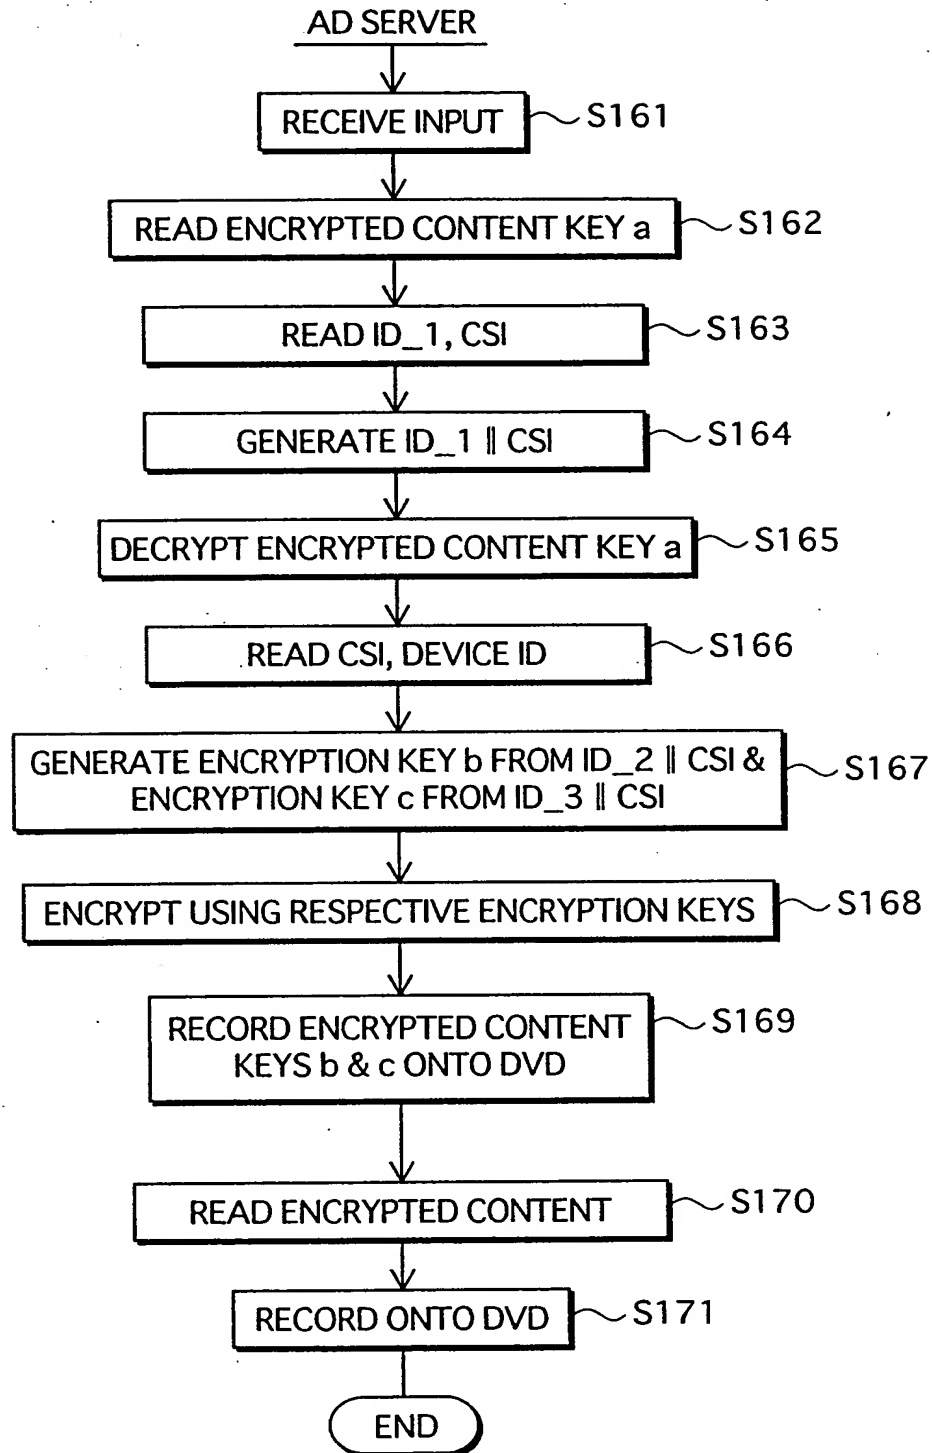 AD SERVER
RECEIVE INPUT
S161
READ ENCRYPTED CONTENT KEY a
S162
READ ID_1, CSI
S163
GENERATE ID_1 || CSI
S164
DECRYPT ENCRYPTED CONTENT KEY a
S165
READ CSI, DEVICE ID
S166
GENERATE ENCRYPTION KEY b FROM ID_2 || CSI &
ENCRYPTION KEY c FROM ID_3 || CSI
S167
ENCRYPT USING RESPECTIVE ENCRYPTION KEYS
S168
RECORD ENCRYPTED CONTENT
KEYS b & c ONTO DVD
S169
READ ENCRYPTED CONTENT
S170
RECORD ONTO DVD
S171
END